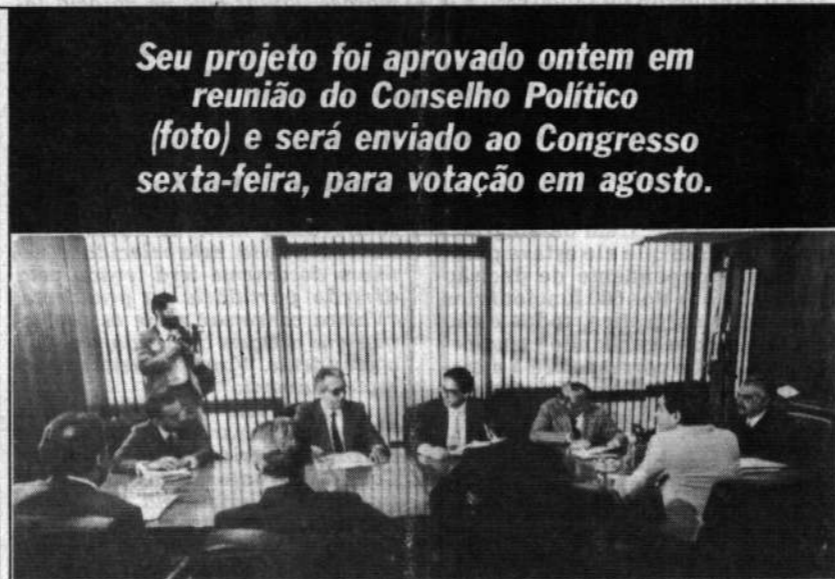 Seu projeto foi aprovado ontem em
reunião do Conselho Político
(foto) e será enviado ao Congresso
sexta-feira, para votação em agosto.